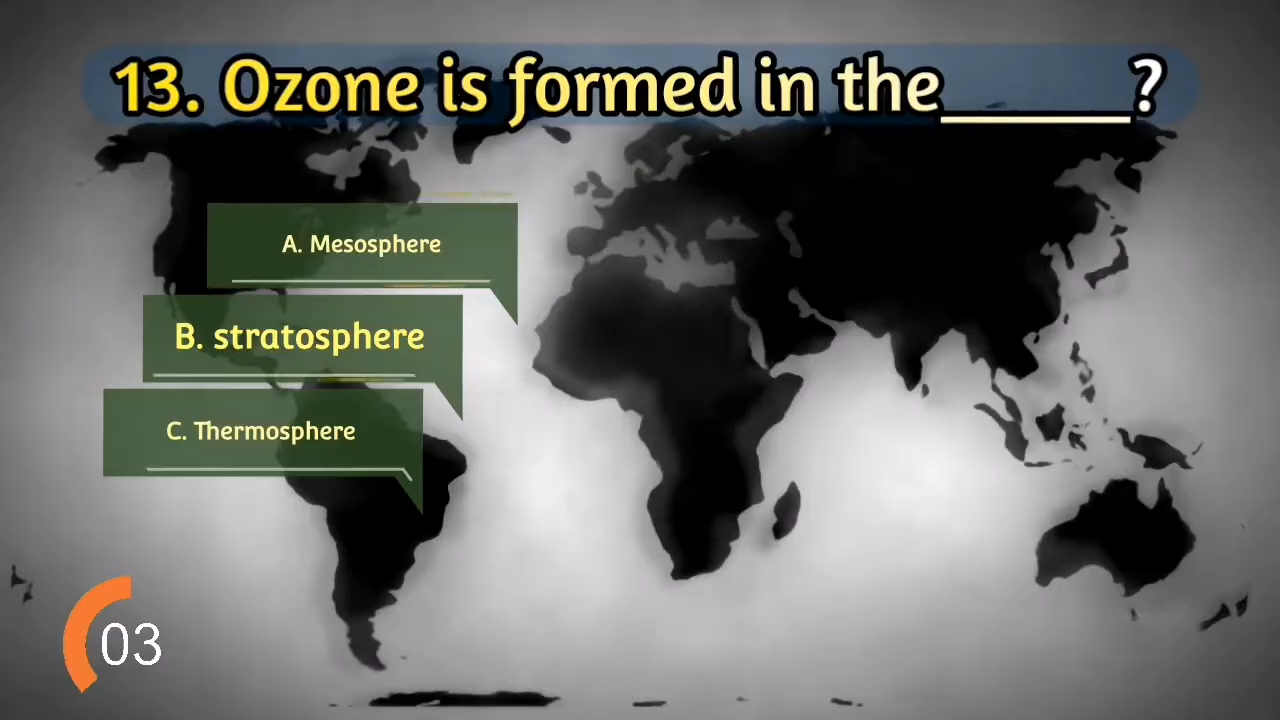 13. Ozone is formed in the______?
A. Mesosphere
B. stratosphere
C. Thermosphere
03